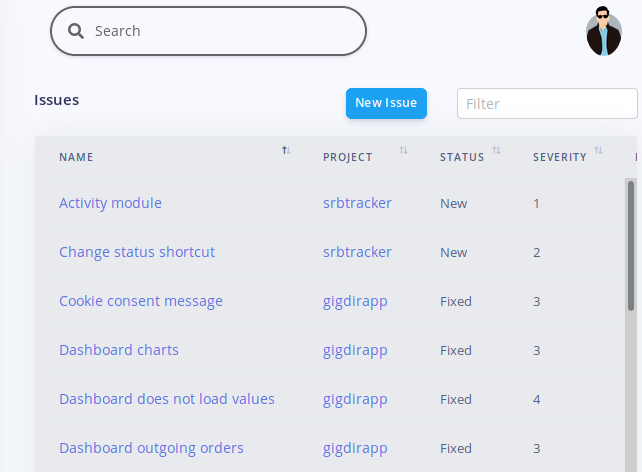 Search
Issues
New Issue
Filter
NAME PROJECT STATUS SEVERITY
Activity module srbtracker New 1
Change status shortcut srbtracker New 2
Cookie consent message gigdirapp Fixed 3
Dashboard charts gigdirapp Fixed 3
Dashboard does not load values gigdirapp Fixed 4
Dashboard outgoing orders gigdirapp Fixed 3